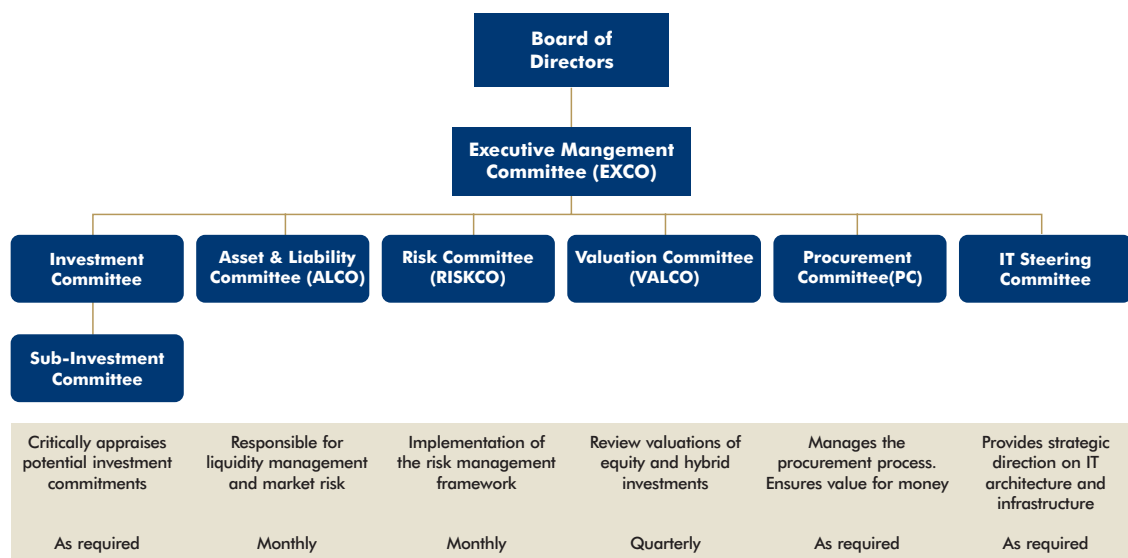 Board of
Directors
Executive Mangement
Committee (EXCO)
Investment
Committee
Asset & Liability
Committee (ALCO)
Risk Committee
(RISKCO)
Valuation Committee
(VALCO)
Procurement
Committee(PC)
IT Steering
Committee
Sub-Investment
Committee
Critically appraises
potential investment
commitments
As required
Responsible for
liquidity management
and market risk
Monthly
Implementation of
the risk management
framework
Monthly
Review valuations of
equity and hybrid
investments
Quarterly
Manages the
procurement process.
Ensures value for money
As required
Provides strategic
direction on IT
architecture and
infrastructure
As required